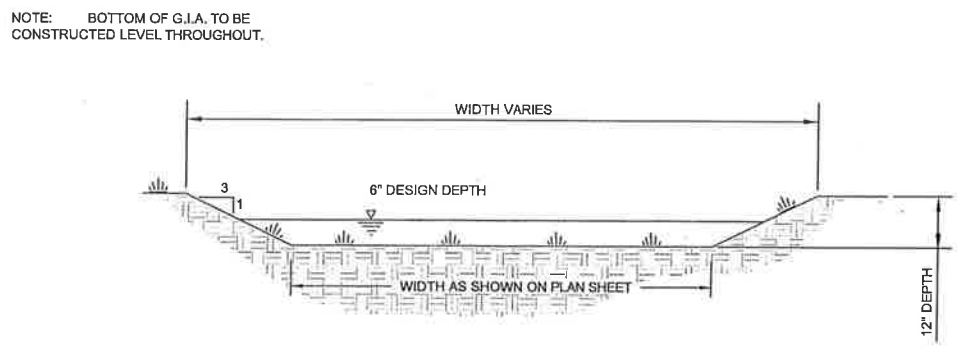 NOTE: BOTTOM OF G.I.A. TO BE
CONSTRUCTED LEVEL THROUGHOUT.
WIDTH VARIES
3
1
6" DESIGN DEPTH
WIDTH AS SHOWN ON PLAN SHEET
12" DEPTH